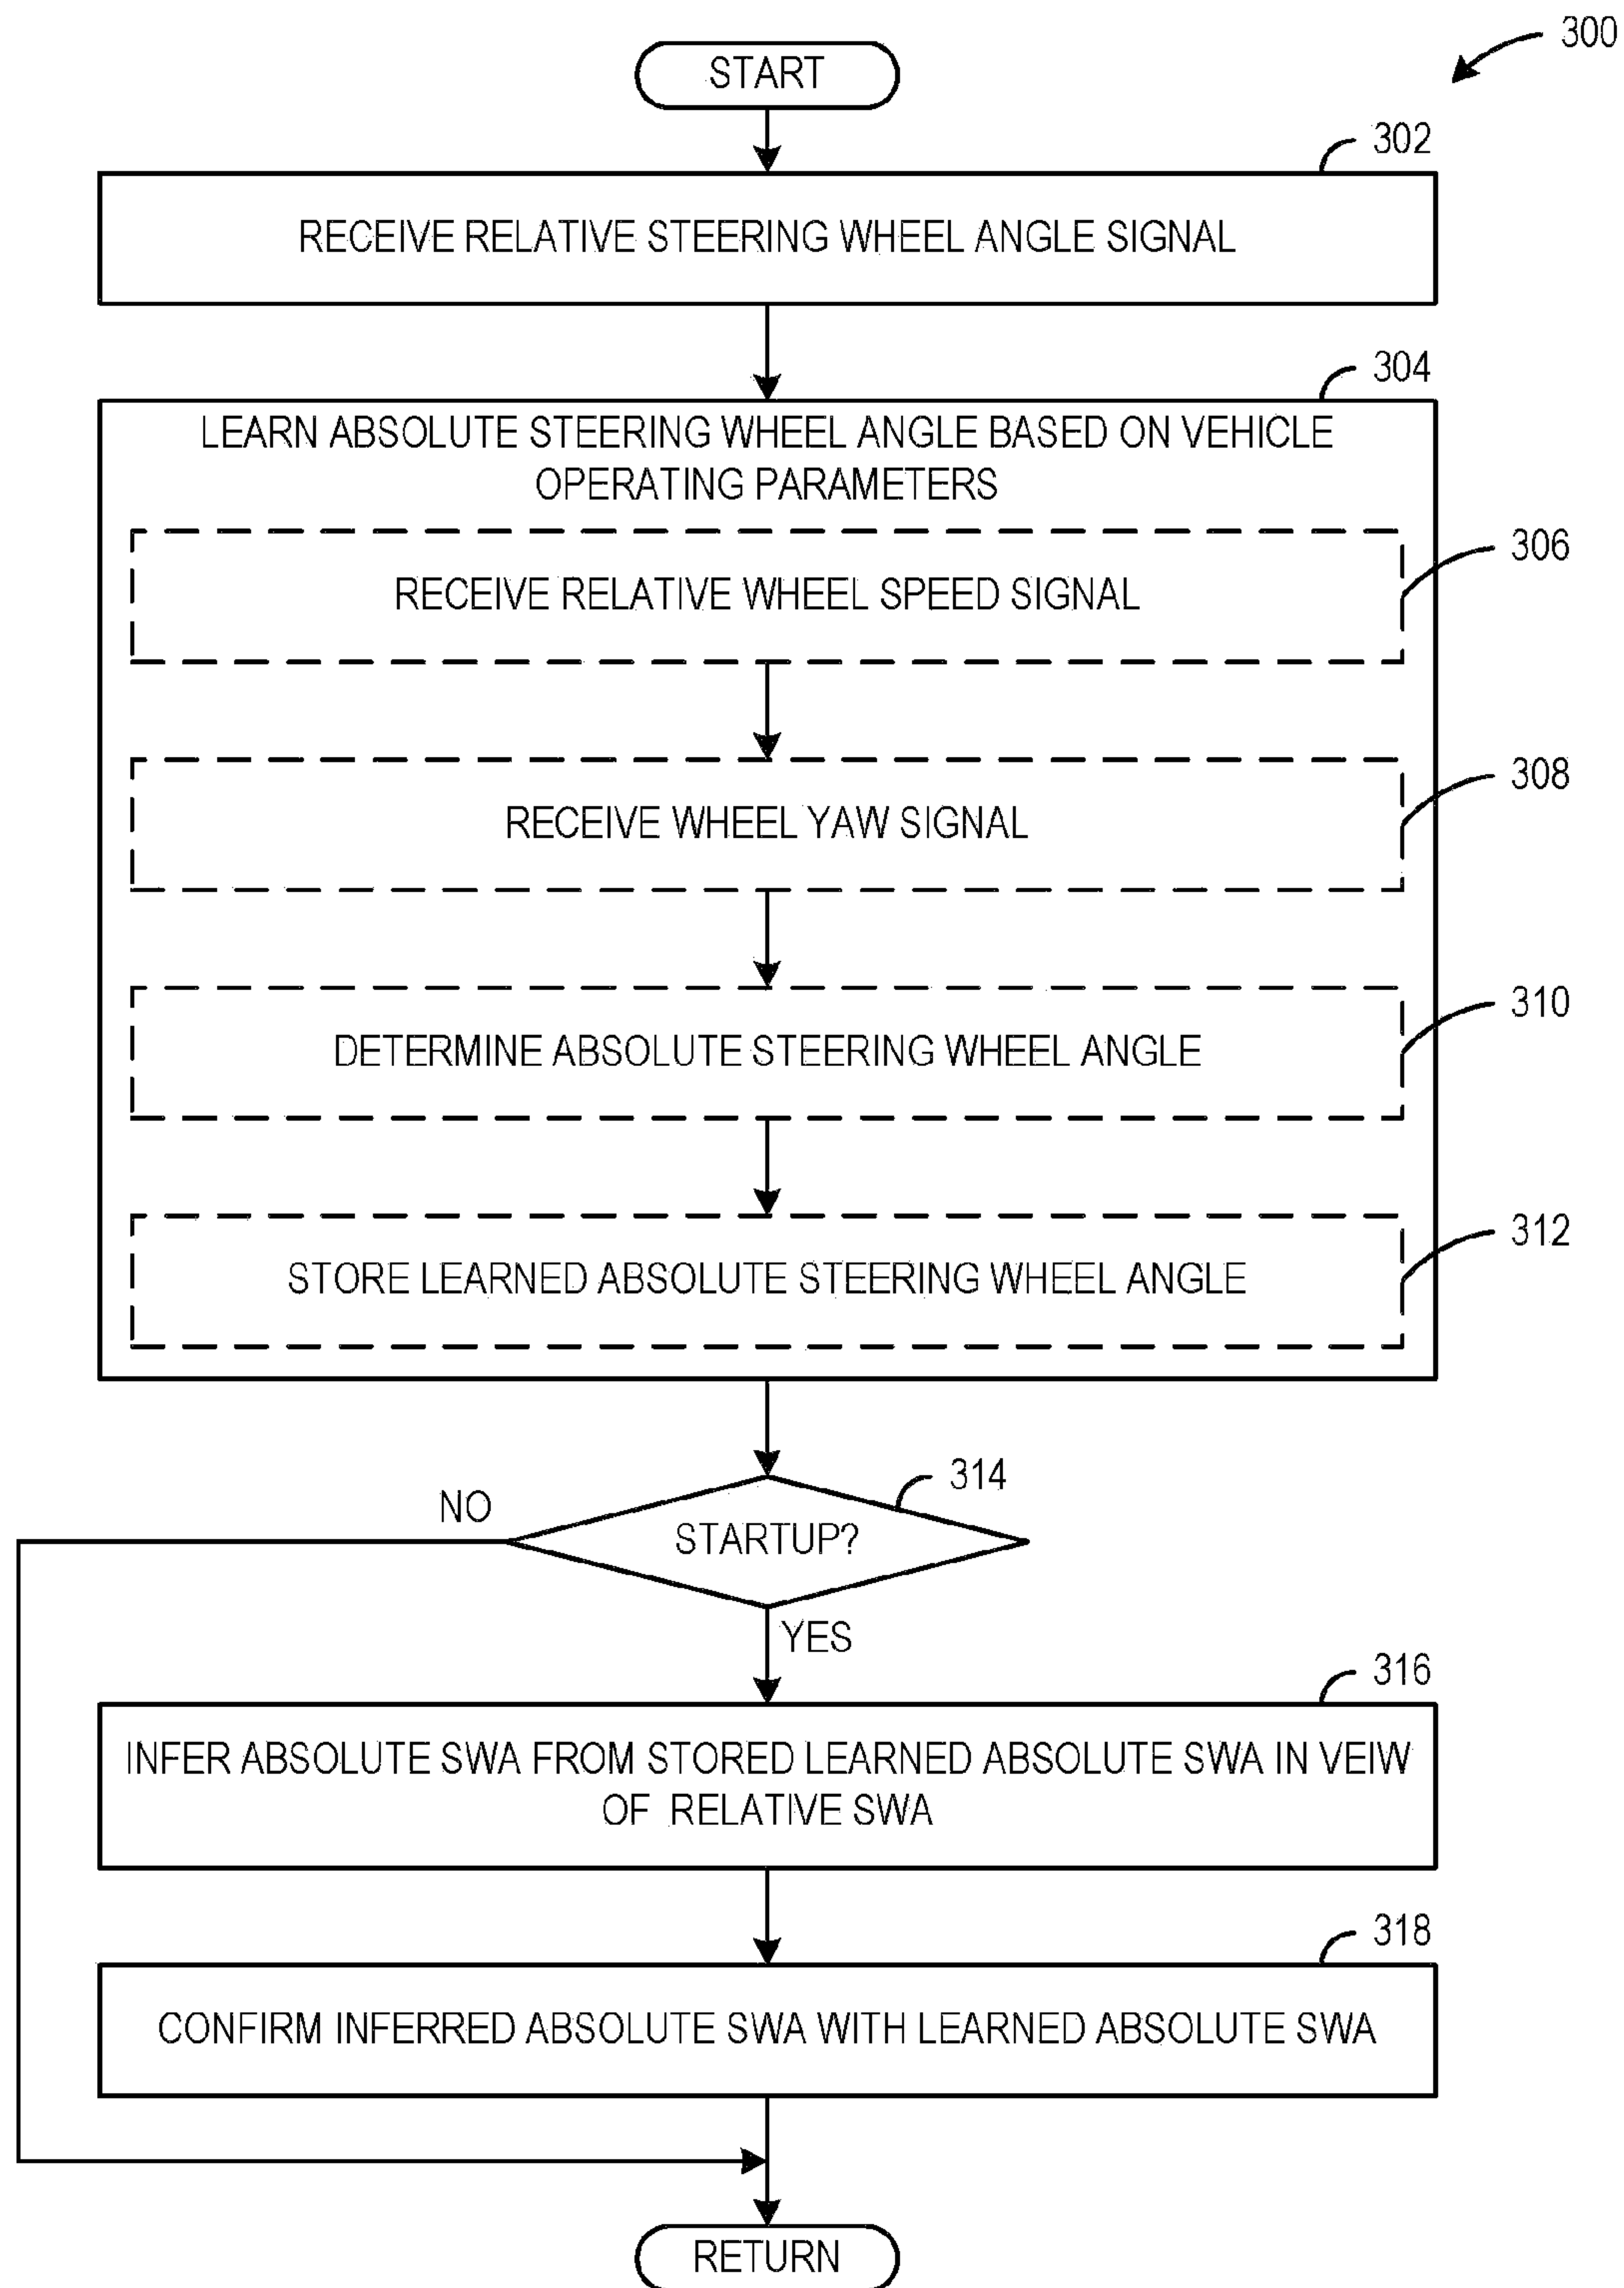 300
START
302
RECEIVE RELATIVE STEERING WHEEL ANGLE SIGNAL
304
LEARN ABSOLUTE STEERING WHEEL ANGLE BASED ON VEHICLE
OPERATING PARAMETERS
306
RECEIVE RELATIVE WHEEL SPEED SIGNAL
308
RECEIVE WHEEL YAW SIGNAL
310
DETERMINE ABSOLUTE STEERING WHEEL ANGLE
312
STORE LEARNED ABSOLUTE STEERING WHEEL ANGLE
314
NO
STARTUP?
YES
316
INFER ABSOLUTE SWA FROM STORED LEARNED ABSOLUTE SWA IN VEIW
OF RELATIVE SWA
318
CONFIRM INFERRED ABSOLUTE SWA WITH LEARNED ABSOLUTE SWA
RETURN